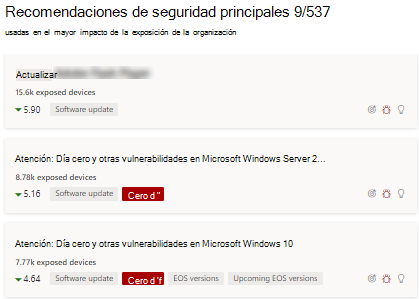 Recomendaciones de seguridad principales 9/537
usadas en el mayor impacto de la exposición de la organización
Actualizar
15.6k exposed devices
5.90 Software update
Atención: Día cero y otras vulnerabilidades en Microsoft Windows Server 2...
8.78k exposed devices
5.16 Software update Cero d "
Atención: Día cero y otras vulnerabilidades en Microsoft Windows 10
7.77k exposed devices
4.64 Software update Cero d 'f EOS versions Upcoming EOS versions